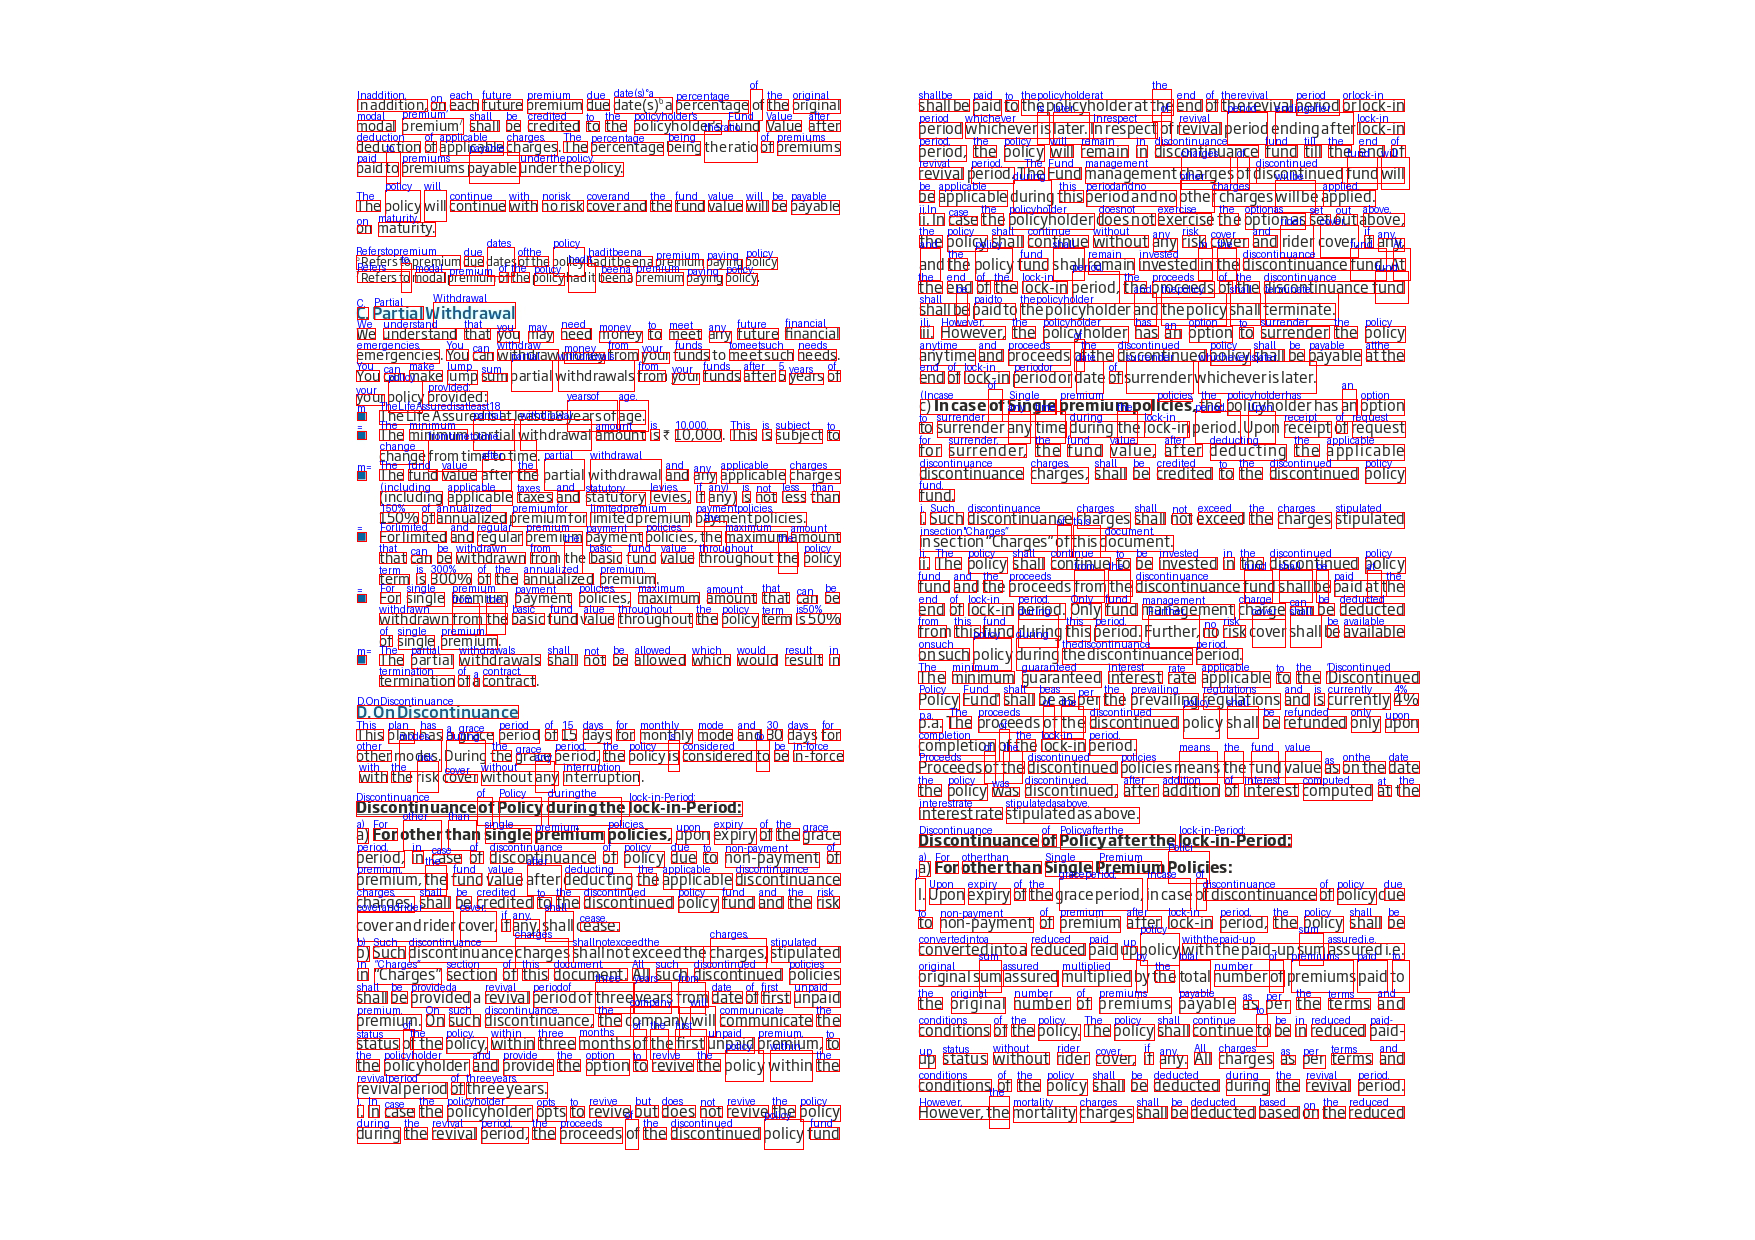 In addition, on each future premium due date(s)ᵃ a percentage of the original
modal premiumᵇ shall be credited to the policyholder's Fund Value after
deduction of applicable charges. The percentage being the ratio of premiums
paid to premiums payable under the policy.
The policy will continue with no risk cover and the fund value will be payable
on maturity.
Refers to premium due dates of the policy had it been a premium paying policy
Refers to modal premium of the policy had it been a premium paying policy.
C. Partial Withdrawal
We understand that you may need money to meet any future financial
emergencies. You can withdraw money from your funds to meet such needs.
You can make lump sum partial withdrawals from your funds after 5 years of
your policy provided:
■ The Life Assured is at least 18 years of age.
■ The minimum partial withdrawal amount is ₹ 10,000. This is subject to
change from time to time.
■ The fund value after the partial withdrawal and any applicable charges
(including applicable taxes and statutory levies, if any) is not less than
150% of annualized premium for limited premium payment policies.
■ For limited and regular premium payment policies, the maximum amount
that can be withdrawn from the basic fund value throughout the policy
term is 300% of the annualized premium.
■ For single premium payment policies, maximum amount that can be
withdrawn from the basic fund value throughout the policy term is 50%
of single premium.
■ The partial withdrawals shall not be allowed which would result in
termination of a contract.
D. On Discontinuance
This plan has a grace period of 15 days for monthly mode and 30 days for
other modes. During the grace period, the policy is considered to be in-force
with the risk cover without any interruption.
Discontinuance of Policy during the lock-in-Period:
a) For other than single premium policies, upon expiry of the grace
period, in case of discontinuance of policy due to non-payment of
premium, the fund value after deducting the applicable discontinuance
charges, shall be credited to the discontinued policy fund and the risk
cover and rider cover, if any, shall cease.
b) Such discontinuance charges shall not exceed the charges, stipulated
in "Charges" section of this document. All such discontinued policies
shall be provided a revival period of three years from date of first unpaid
premium. On such discontinuance, the company will communicate the
status of the policy, within three months of the first unpaid premium, to
the policyholder and provide the option to revive the policy within the
revival period of three years.
i. In case the policyholder opts to revive but does not revive the policy
during the revival period, the proceeds of the discontinued policy fund
shall be paid to the policyholder at the end of the revival period or lock-in
period whichever is later. In respect of revival period ending after lock-in
period, the policy will remain in discontinuance fund till the end of
revival period. The Fund management charges of discontinued fund will
be applicable during this period and no other charges will be applied.
ii. In case the policyholder does not exercise the option as set out above,
the policy shall continue without any risk cover and rider cover, if any,
and the policy fund shall remain invested in the discontinuance fund. At
the end of the lock-in period, the proceeds of the discontinuance fund
shall be paid to the policyholder and the policy shall terminate.
iii. However, the policyholder has an option to surrender the policy
anytime and proceeds of the discontinued policy shall be payable at the
end of lock-in period or date of surrender whichever is later.
c) In case of Single premium policies, the policyholder has an option
to surrender any time during the lock-in period. Upon receipt of request
for surrender, the fund value, after deducting the applicable
discontinuance charges, shall be credited to the discontinued policy
fund.
i. Such discontinuance charges shall not exceed the charges stipulated
in section "Charges" of this document.
ii. The policy shall continue to be invested in the discontinued policy
fund and the proceeds from the discontinuance fund shall be paid at the
end of lock-in period. Only fund management charge shall be deducted
from this fund during this period. Further, no risk cover shall be available
on such policy during the discontinuance period.
The minimum guaranteed interest rate applicable to the 'Discontinued
Policy Fund' shall be as per the prevailing regulations and is currently 4%
p.a. The proceeds of the discontinued policy shall be refunded only upon
completion of the lock-in period.
Proceeds of the discontinued policies means the fund value as on the date
the policy was discontinued, after addition of interest computed at the
interest rate stipulated as above.
Discontinuance of Policy after the lock-in-Period:
a) For other than Single Premium Policies:
I. Upon expiry of the grace period, in case of discontinuance of policy due
to non-payment of premium after lock-in period, the policy shall be
converted into a reduced paid up policy with the paid-up sum assured i.e.
original sum assured multiplied by the total number of premiums paid to
the original number of premiums payable as per the terms and
conditions of the policy. The policy shall continue to be in reduced paid-
up status without rider cover, if any. All charges as per terms and
conditions of the policy shall be deducted during the revival period.
However, the mortality charges shall be deducted based on the reduced